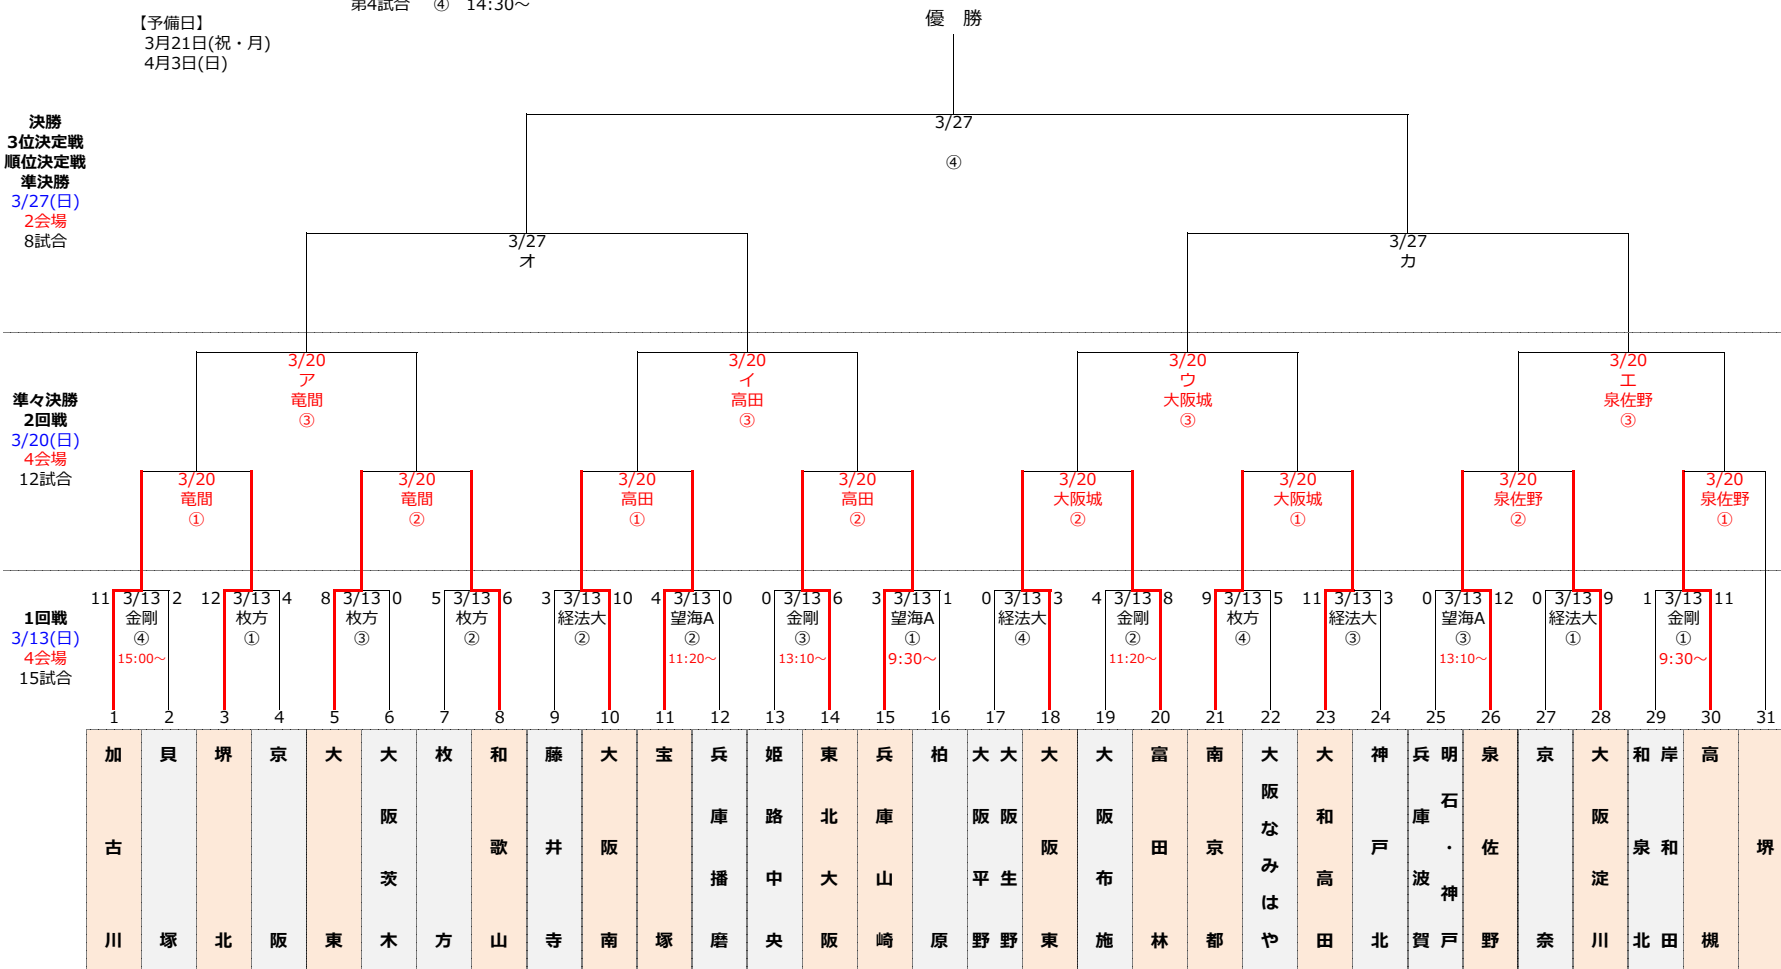 第4試合 ④ 14:30～
【予備日】
3月21日(祝・月)
4月3日(日)
優 勝
決勝
3位決定戦
順位決定戦
準決勝
3/27(日)
2会場
8試合
3/27
④
3/27
オ
3/27
カ
準々決勝
2回戦
3/20(日)
4会場
12試合
3/20
ア
竜間
③
3/20
イ
高田
③
3/20
ウ
大阪城
③
3/20
エ
泉佐野
③
3/20
竜間
①
3/20
竜間
②
3/20
高田
①
3/20
高田
②
3/20
大阪城
②
3/20
大阪城
①
3/20
泉佐野
②
3/20
泉佐野
①
1回戦
3/13(日)
4会場
15試合
11 3/13 2
金剛
④
15:00～
12 3/13 4
枚方
①
8 3/13 0
枚方
③
5 3/13 6
枚方
②
3 3/13 10
経法大
②
4 3/13 0
望海A
②
11:20～
0 3/13 6
金剛
③
13:10～
3 3/13 1
望海A
①
9:30～
0 3/13 3
経法大
④
4 3/13 8
金剛
②
11:20～
9 3/13 5
枚方
④
11 3/13 3
経法大
③
0 3/13 12
望海A
③
13:10～
0 3/13 9
経法大
①
1 3/13 11
金剛
①
9:30～
1 2 3 4 5 6 7 8 9 10 11 12 13 14 15 16 17 18 19 20 21 22 23 24 25 26 27 28 29 30 31
加古川
貝塚
堺北
京阪
大東
大阪茨木
枚方
和歌山
藤井寺
大阪南
宝塚
兵庫播磨
姫路中央
東北大阪
兵庫山崎
柏原
大阪平野
大阪生野
大阪東
大阪布施
富田林
南京都
大阪なみはや
大和高田
神戸北
兵庫波賀
明石・神戸
泉佐野
京奈
大阪淀川
和泉北
岸和田
高槻
堺